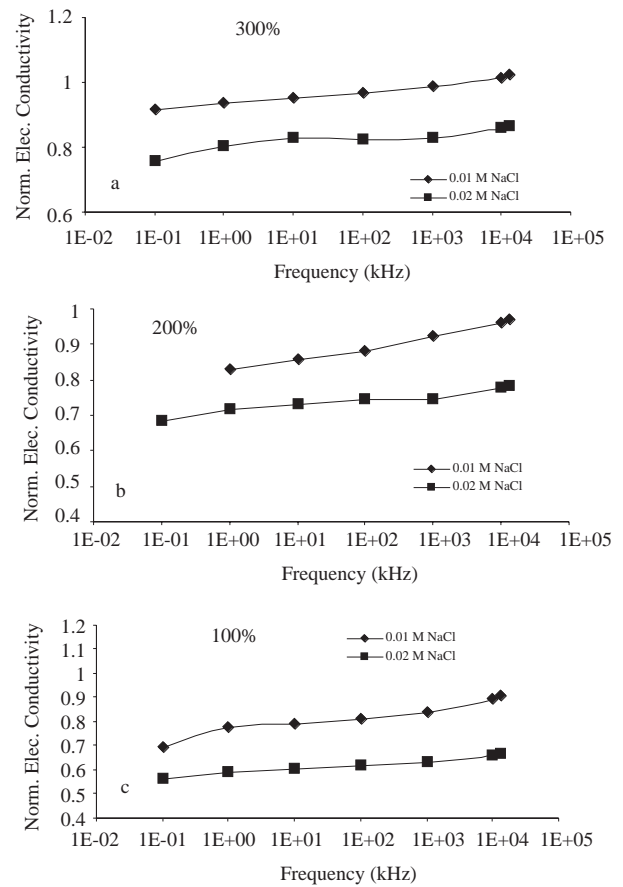 1.2
300%
1
0.8
0.6
Norm. Elec. Conductivity
a
0.01 M NaCl
0.02 M NaCl
1E-02 1E-01 1E+00 1E+01 1E+02 1E+03 1E+04 1E+05
Frequency (kHz)
1
200%
0.9
0.8
0.7
0.6
0.5
0.4
Norm. Elec. Conductivity
b
0.01 M NaCl
0.02 M NaCl
1E-02 1E-01 1E+00 1E+01 1E+02 1E+03 1E+04 1E+05
Frequency (kHz)
1.2
100%
1.1
1
0.9
0.8
0.7
0.6
0.5
0.4
Norm. Elec. Conductivity
0.01 M NaCl
0.02 M NaCl
c
1E-02 1E-01 1E+00 1E+01 1E+02 1E+03 1E+04 1E+05
Frequency (kHz)